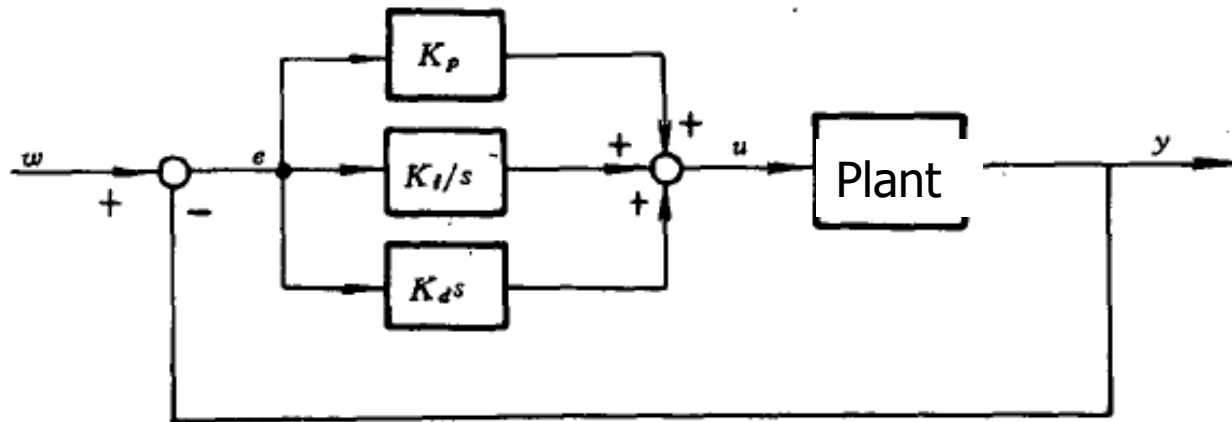 K_p
+
w
e
+
u
y
+
-
K_i/s
+
Plant
K_d s